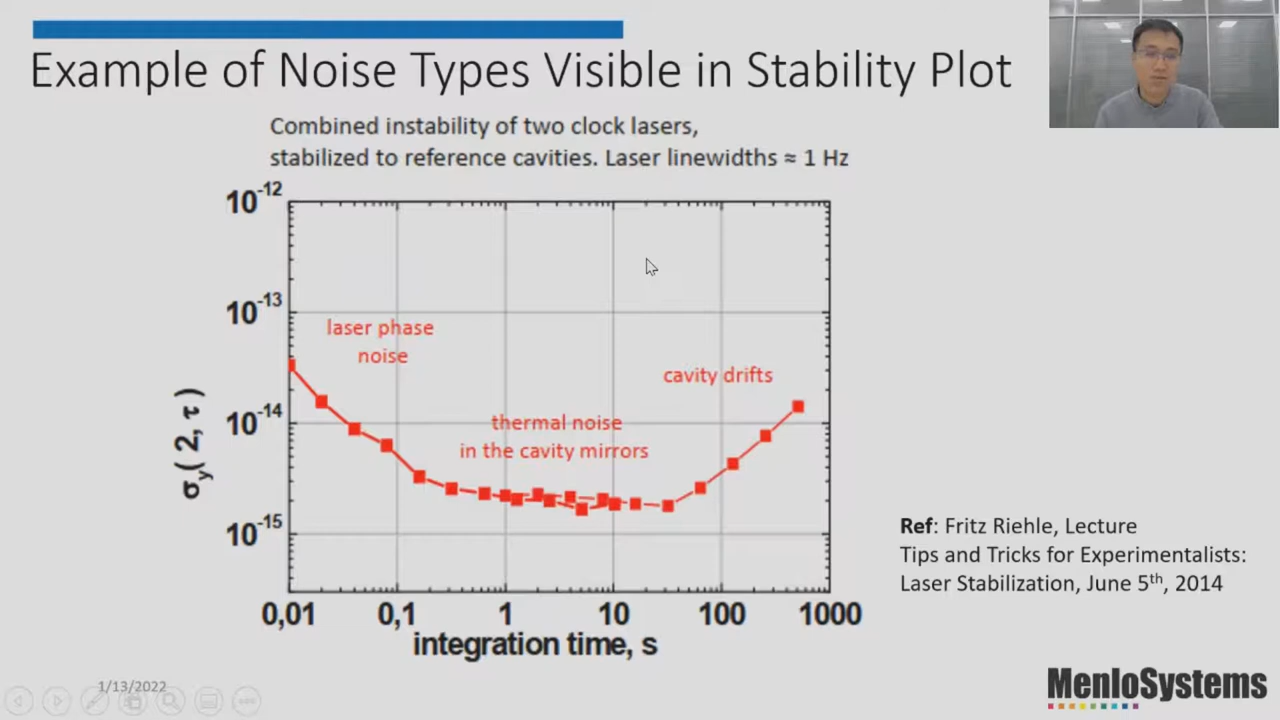 Example of Noise Types Visible in Stability Plot
Combined instability of two clock lasers,
stabilized to reference cavities. Laser linewidths ≈ 1 Hz
10⁻¹²
10⁻¹³
10⁻¹⁴
10⁻¹⁵
σy( 2, τ )
laser phase
noise
thermal noise
in the cavity mirrors
cavity drifts
0,01 0,1 1 10 100 1000
integration time, s
Ref: Fritz Riehle, Lecture
Tips and Tricks for Experimentalists:
Laser Stabilization, June 5th, 2014
1/13/2022
MenloSystems